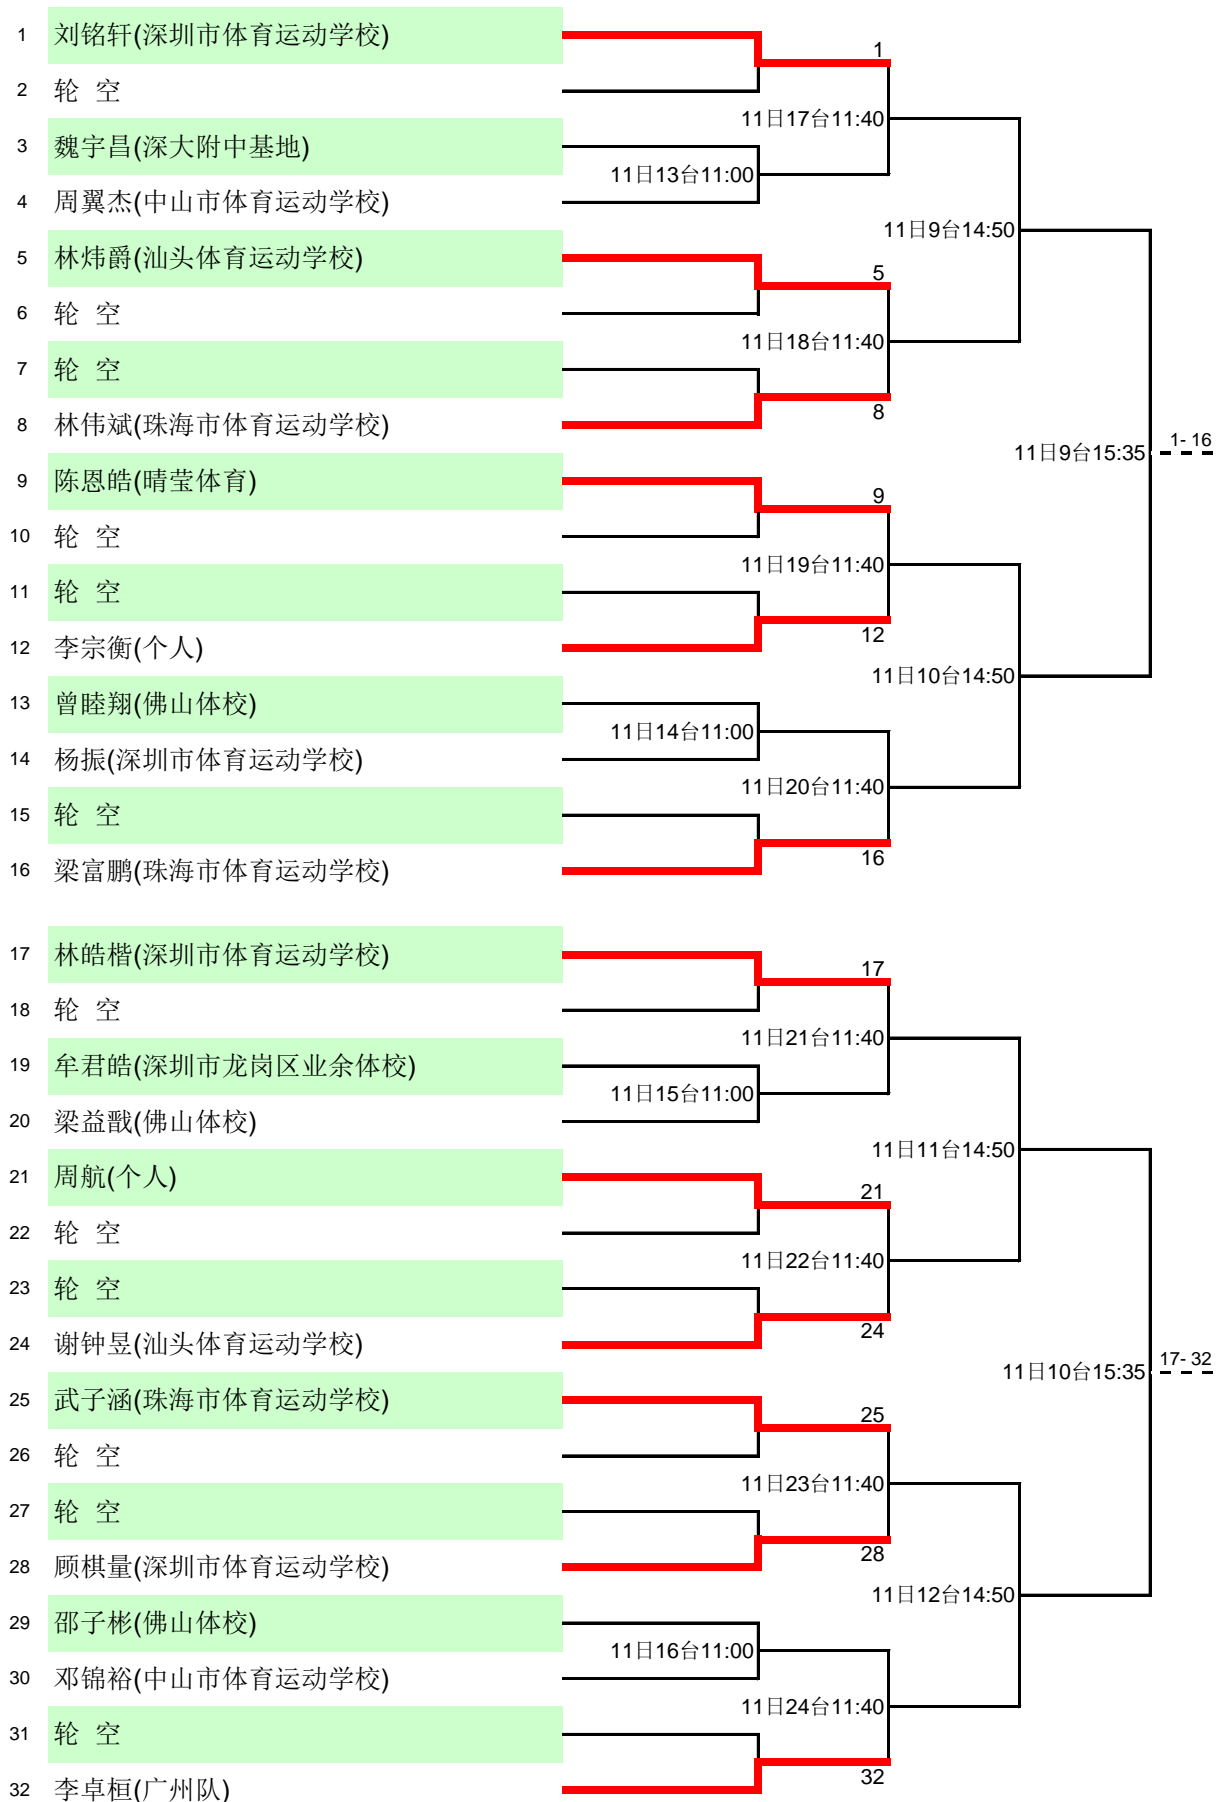 1 刘铭轩(深圳市体育运动学校)
1
2 轮 空
11日17台11:40
3 魏宇昌(深大附中基地)
11日13台11:00
4 周翼杰(中山市体育运动学校)
11日9台14:50
5 林炜爵(汕头体育运动学校)
5
6 轮 空
11日18台11:40
7 轮 空
8
8 林伟斌(珠海市体育运动学校)
11日9台15:35 1-16
9 陈恩皓(晴莹体育)
9
10 轮 空
11日19台11:40
11 轮 空
12
12 李宗衡(个人)
11日10台14:50
13 曾睦翔(佛山体校)
11日14台11:00
14 杨振(深圳市体育运动学校)
11日20台11:40
15 轮 空
16
16 梁富鹏(珠海市体育运动学校)
17 林皓楷(深圳市体育运动学校)
17
18 轮 空
11日21台11:40
19 牟君皓(深圳市龙岗区业余体校)
11日15台11:00
20 梁益戬(佛山体校)
11日11台14:50
21 周航(个人)
21
22 轮 空
11日22台11:40
23 轮 空
24
24 谢钟昱(汕头体育运动学校)
11日10台15:35 17-32
25 武子涵(珠海市体育运动学校)
25
26 轮 空
11日23台11:40
27 轮 空
28
28 顾棋量(深圳市体育运动学校)
11日12台14:50
29 邵子彬(佛山体校)
11日16台11:00
30 邓锦裕(中山市体育运动学校)
11日24台11:40
31 轮 空
32
32 李卓桓(广州队)